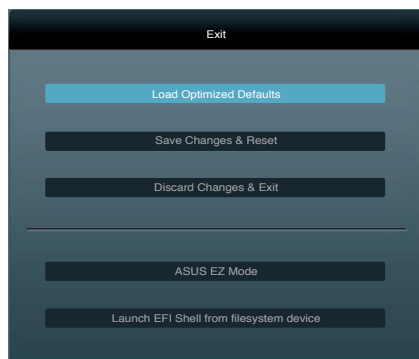 Exit
Load Optimized Defaults
Save Changes & Reset
Discard Changes & Exit
ASUS EZ Mode
Launch EFI Shell from filesystem device